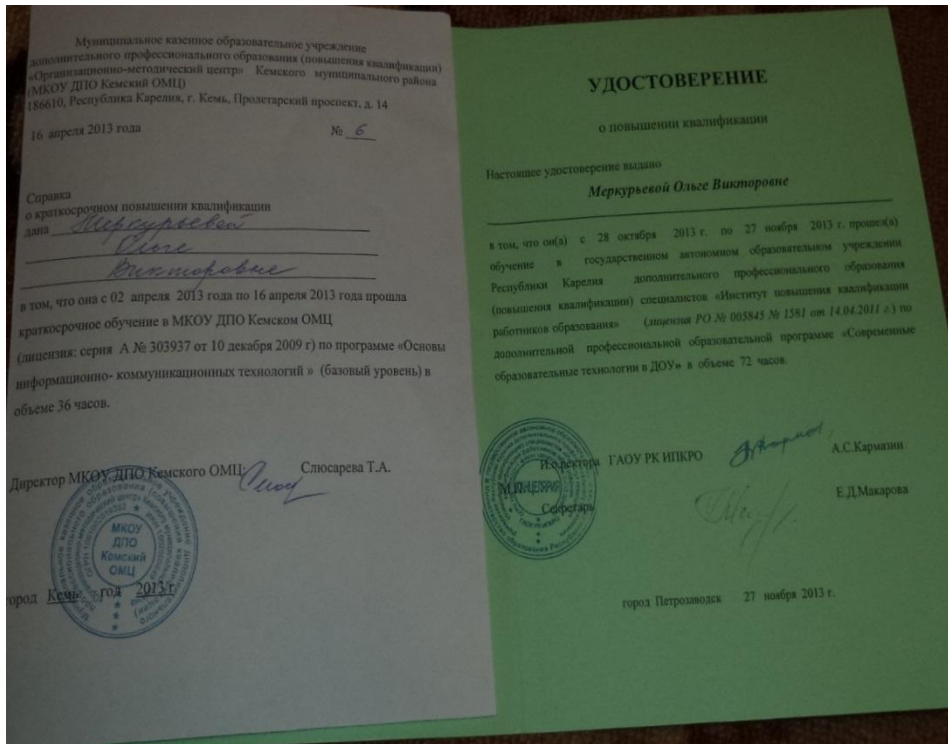 Муниципальное казенное образовательное учреждение
дополнительного профессионального образования (повышения квалификации)
«Организационно-методический центр» Кемского муниципального района
(МКОУ ДПО Кемский ОМЦ)
186610, Республика Карелия, г. Кемь, Пролетарский проспект, д. 14
16 апреля 2013 года № 6
Справка
о краткосрочном повышении квалификации
дана Меркурьевой
Ольге
Викторовне
в том, что она с 02 апреля 2013 года по 16 апреля 2013 года прошла
краткосрочное обучение в МКОУ ДПО Кемском ОМЦ
(лицензия: серия А № 303937 от 10 декабря 2009 г) по программе «Основы
информационно- коммуникационных технологий » (базовый уровень) в
объеме 36 часов.
Директор МКОУ ДПО Кемского ОМЦ Слюсарева Т.А.
МКОУ
ДПО
Кемский
ОМЦ
ород Кемь год 2013 г
УДОСТОВЕРЕНИЕ
о повышении квалификации
Настоящее удостоверение выдано
Меркурьевой Ольге Викторовне
в том, что он(а) с 28 октября 2013 г. по 27 ноября 2013 г. прошел(а)
обучение в государственном автономном образовательном учреждении
Республики Карелия дополнительного профессионального образования
(повышения квалификации) специалистов «Институт повышения квалификации
работников образования» (лицензия РО № 005845 № 1581 от 14.04.2011 г.) по
дополнительной профессиональной образовательной программе «Современные
образовательные технологии в ДОУ» в объеме 72 часов.
И.о.ректора ГАОУ РК ИПКРО А.С.Кармазин
М.П.
Секретарь Е.Д.Макарова
город Петрозаводск 27 ноября 2013 г.